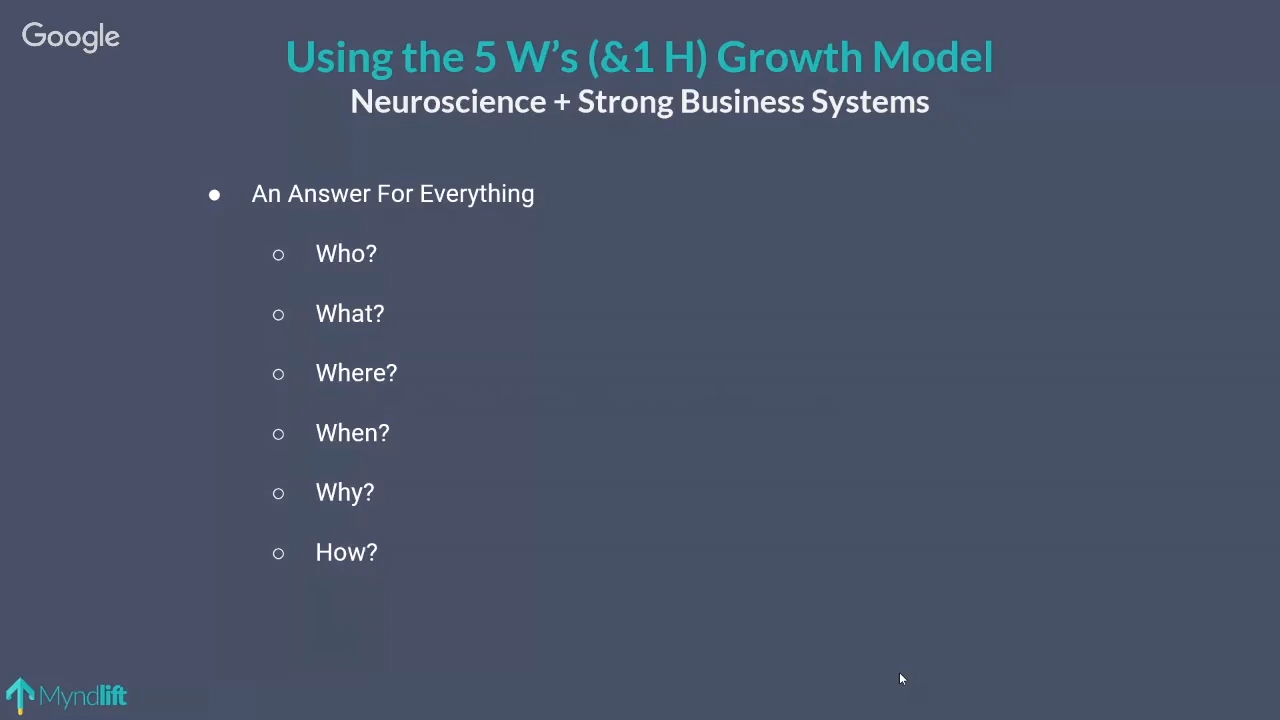 Google
Using the 5 W's (&1 H) Growth Model
Neuroscience + Strong Business Systems
● An Answer For Everything
○ Who?
○ What?
○ Where?
○ When?
○ Why?
○ How?
Myndlift